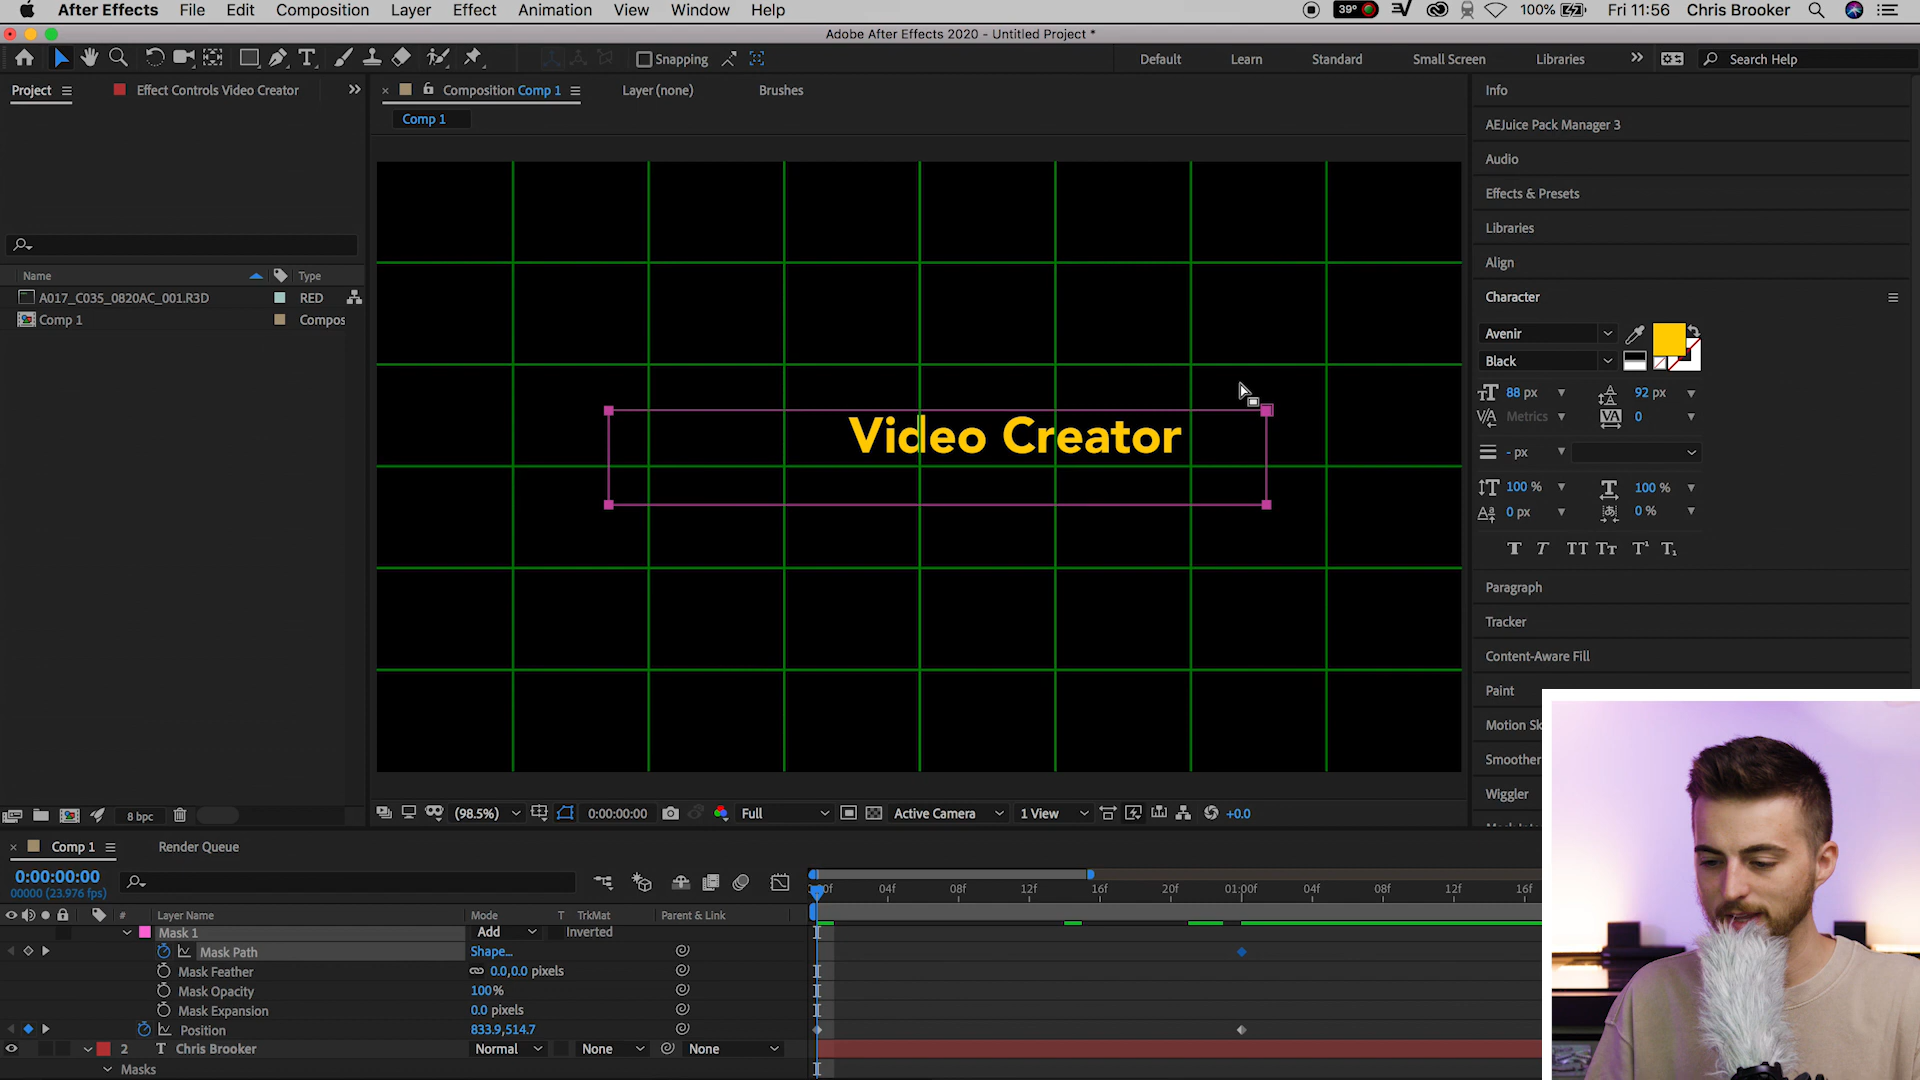 After Effects File Edit Composition Layer Effect Animation View Window Help 39° 100% Fri 11:56 Chris Brooker
Adobe After Effects 2020 - Untitled Project *
Snapping Default Learn Standard Small Screen Libraries Search Help
Project Effect Controls Video Creator Composition Comp 1 Layer (none) Brushes
Comp 1
Name Type
A017_C035_0820AC_001.R3D RED
Comp 1 Compos
Video Creator
Info
AEJuice Pack Manager 3
Audio
Effects & Presets
Libraries
Align
Character
Avenir
Black
88 px 92 px
Metrics 0
- px
100 % 100 %
0 px 0 %
T T TT Tr T¹ T₁
Paragraph
Tracker
Content-Aware Fill
Paint
Motion Sk
Smoother
Wiggler
8 bpc (98.5%) 0:00:00:00 Full Active Camera 1 View +0.0
Comp 1 Render Queue
0:00:00:00
00000 (23.976 fps)
:00f 04f 08f 12f 16f 20f 01:00f 04f 08f 12f 16f
# Layer Name Mode T TrkMat Parent & Link
Mask 1 Add Inverted
Mask Path Shape...
Mask Feather 0.0,0.0 pixels
Mask Opacity 100%
Mask Expansion 0.0 pixels
Position 833.9,514.7
2 T Chris Brooker Normal None None
Masks